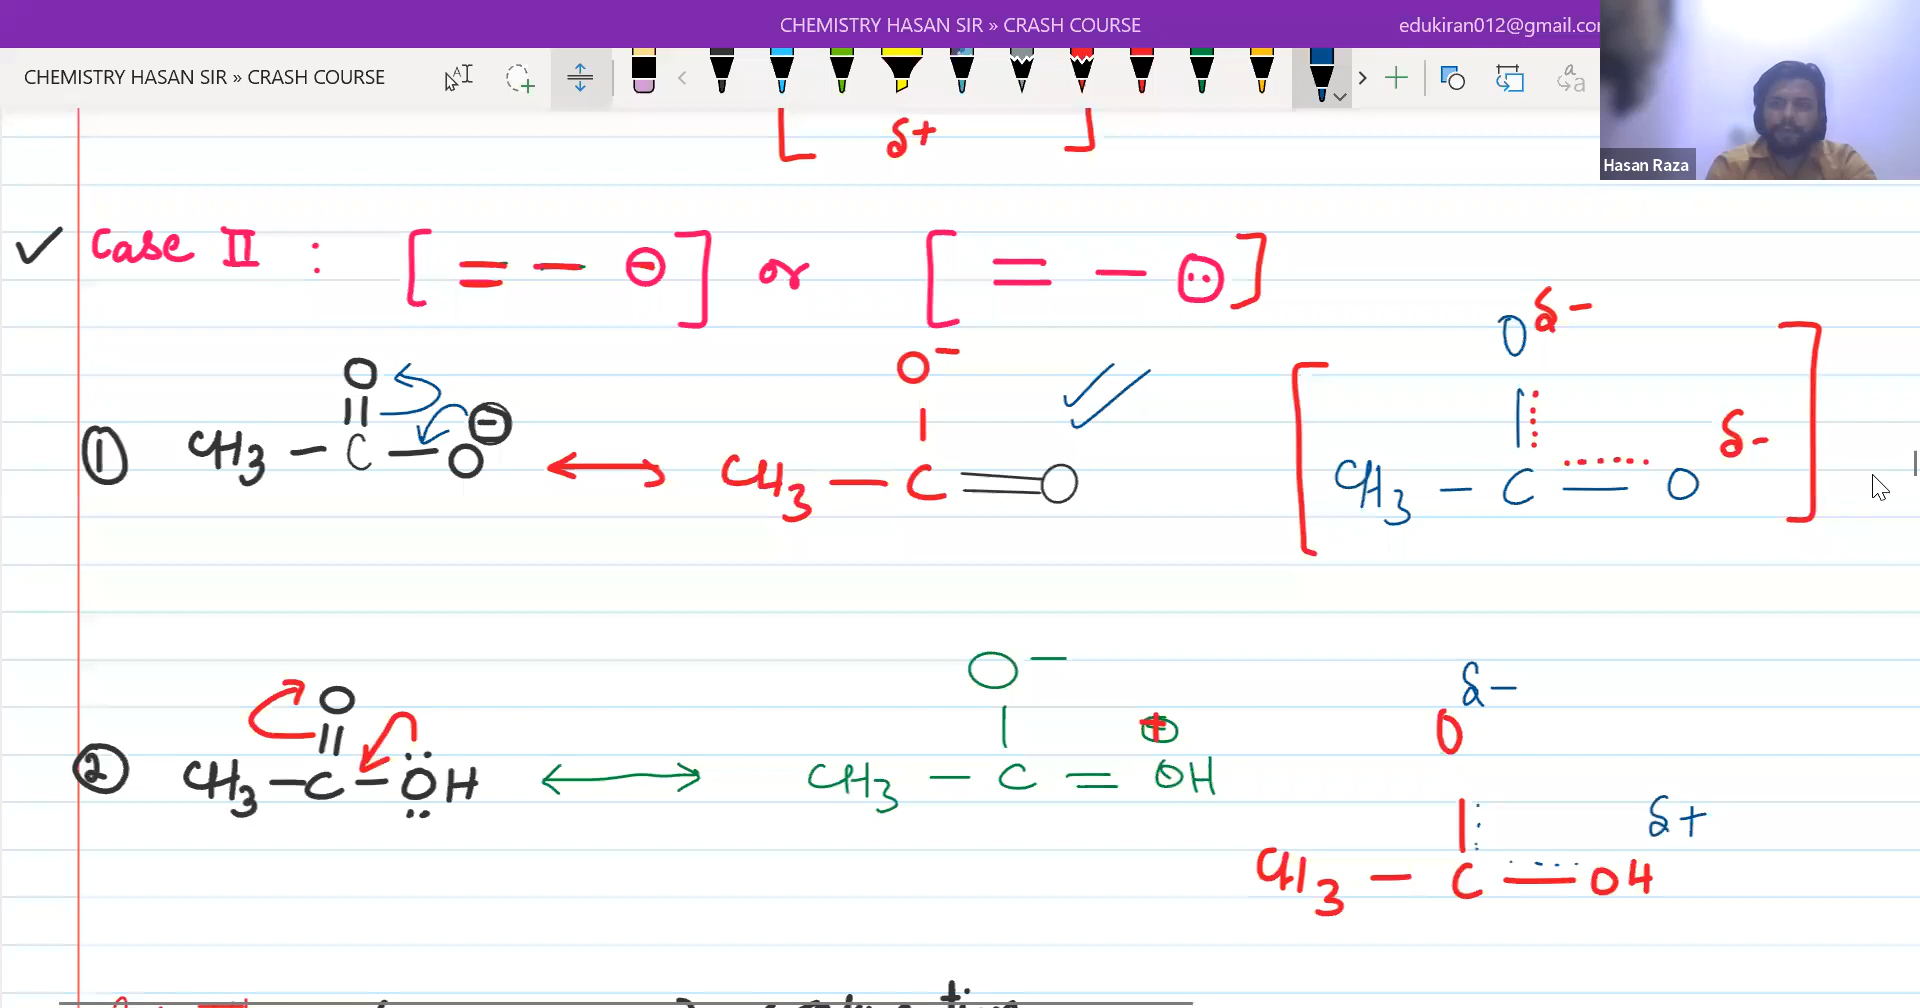 CHEMISTRY HASAN SIR » CRASH COURSE
edukiran012@gmail.co
CHEMISTRY HASAN SIR » CRASH COURSE
Hasan Raza
[ δ+ ]
✓ Case II : [ = — ⊖ ] or [ = — :: ]
① CH3 — C(=O) — O⊖ ⟷ CH3 — C(—O⁻) = O [ CH3 — C(—O δ-) — O δ- ]
② CH3 — C(=O) — ÖH ⟷ CH3 — C(—O⁻) = O⊕H CH3 — C(—O δ-) — OH δ+